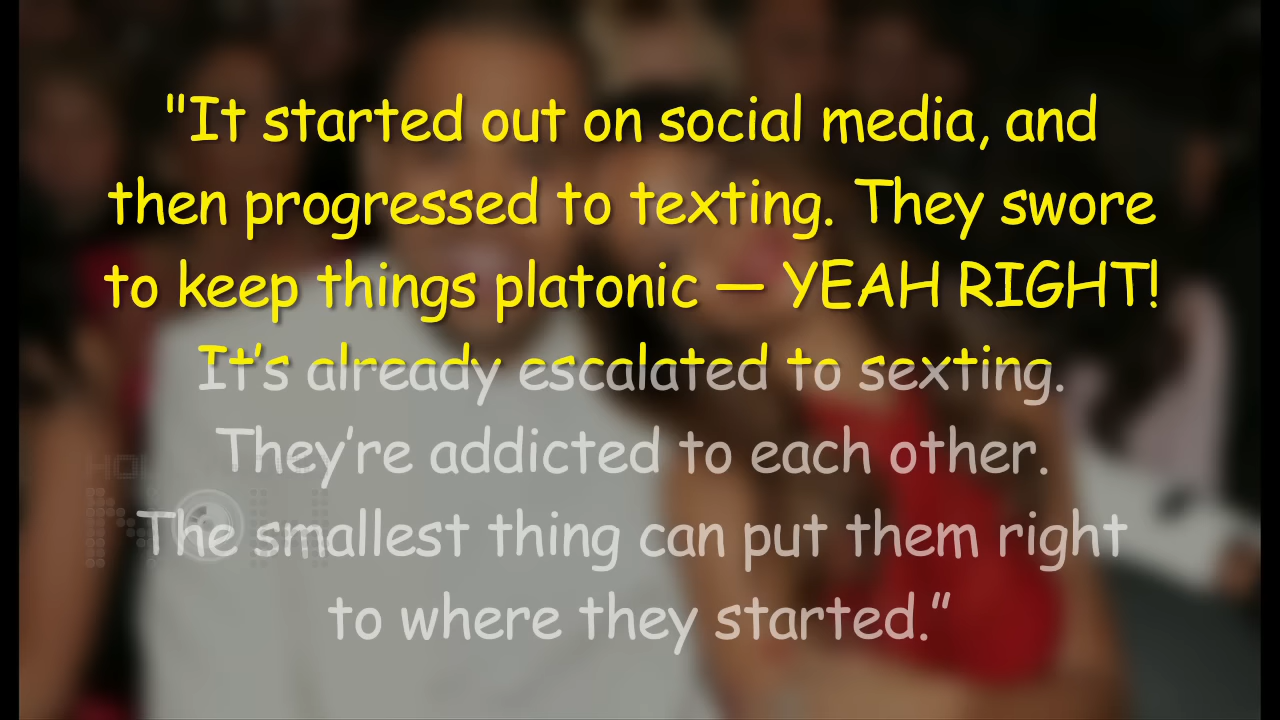 "It started out on social media, and
then progressed to texting. They swore
to keep things platonic — YEAH RIGHT!
It’s already escalated to sexting.
They’re addicted to each other.
The smallest thing can put them right
to where they started.”